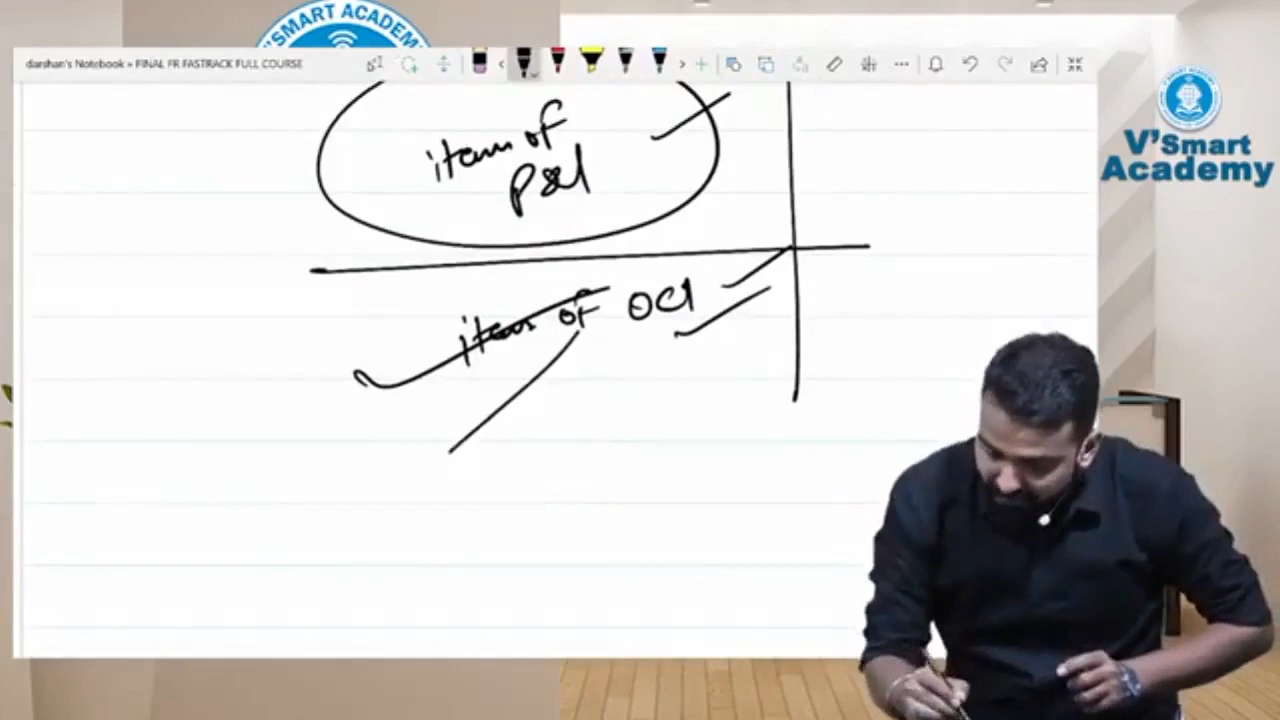 V'SMART ACADEMY
darshan's Notebook » FINAL FR FASTRACK FULL COURSE
item of
P&L
item of OCI
V'Smart
Academy